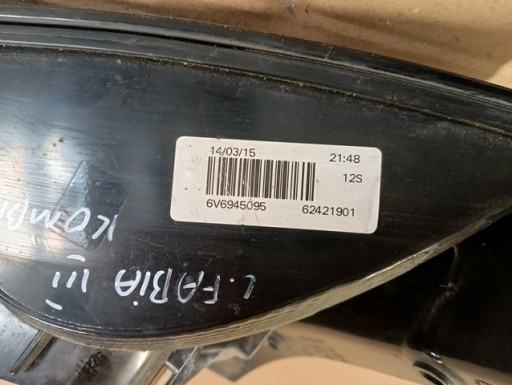 14/03/15 21:48
12S
6V6945095 62421901
L. FABIA III
KOMBI